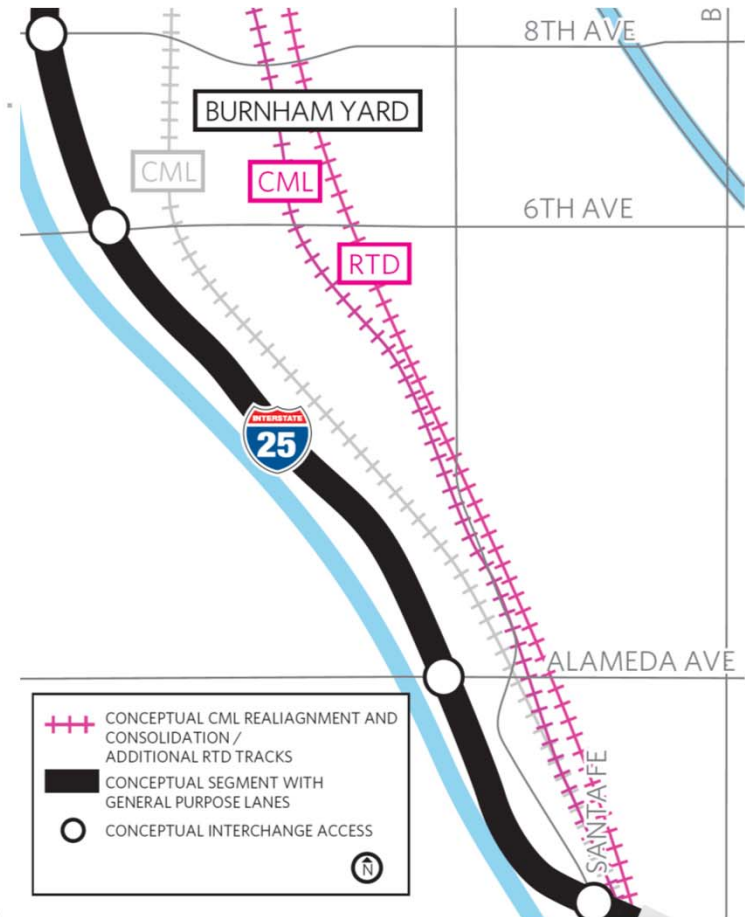 B
8TH AVE
BURNHAM YARD
CML
CML
6TH AVE
RTD
INTERSTATE
25
ALAMEDA AVE
SANTA FE
CONCEPTUAL CML REALIAGNMENT AND
CONSOLIDATION /
ADDITIONAL RTD TRACKS
CONCEPTUAL SEGMENT WITH
GENERAL PURPOSE LANES
CONCEPTUAL INTERCHANGE ACCESS
N